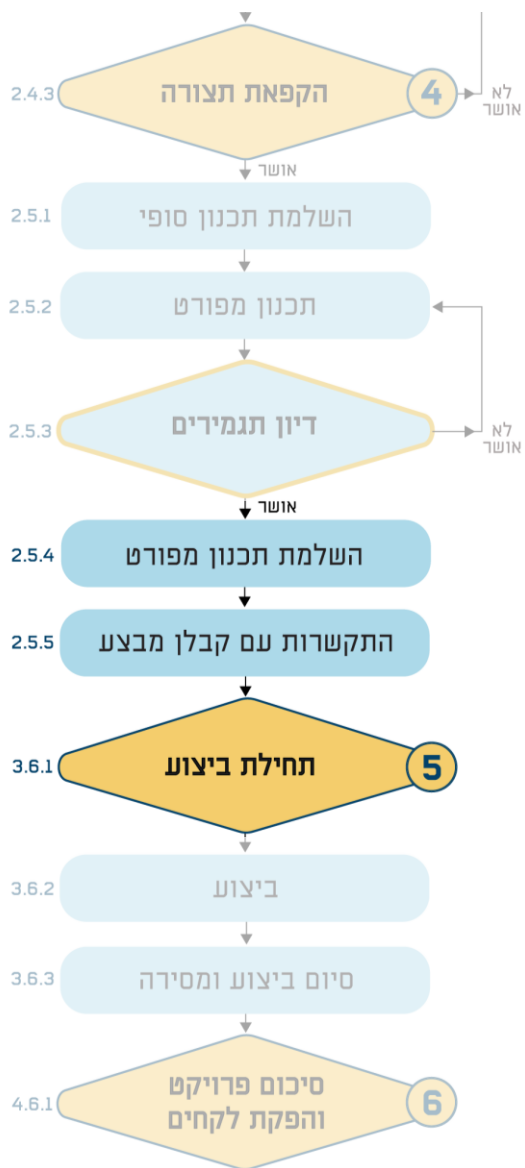 2.4.3
הקפאת תצורה
4
לא
אושר
אושר
2.5.1
השלמת תכנון סופי
2.5.2
תכנון מפורט
2.5.3
דיון תגמירים
לא
אושר
אושר
2.5.4
השלמת תכנון מפורט
2.5.5
התקשרות עם קבלן מבצע
3.6.1
תחילת ביצוע
5
3.6.2
ביצוע
3.6.3
סיום ביצוע ומסירה
4.6.1
סיכום פרויקט
והפקת לקחים
6